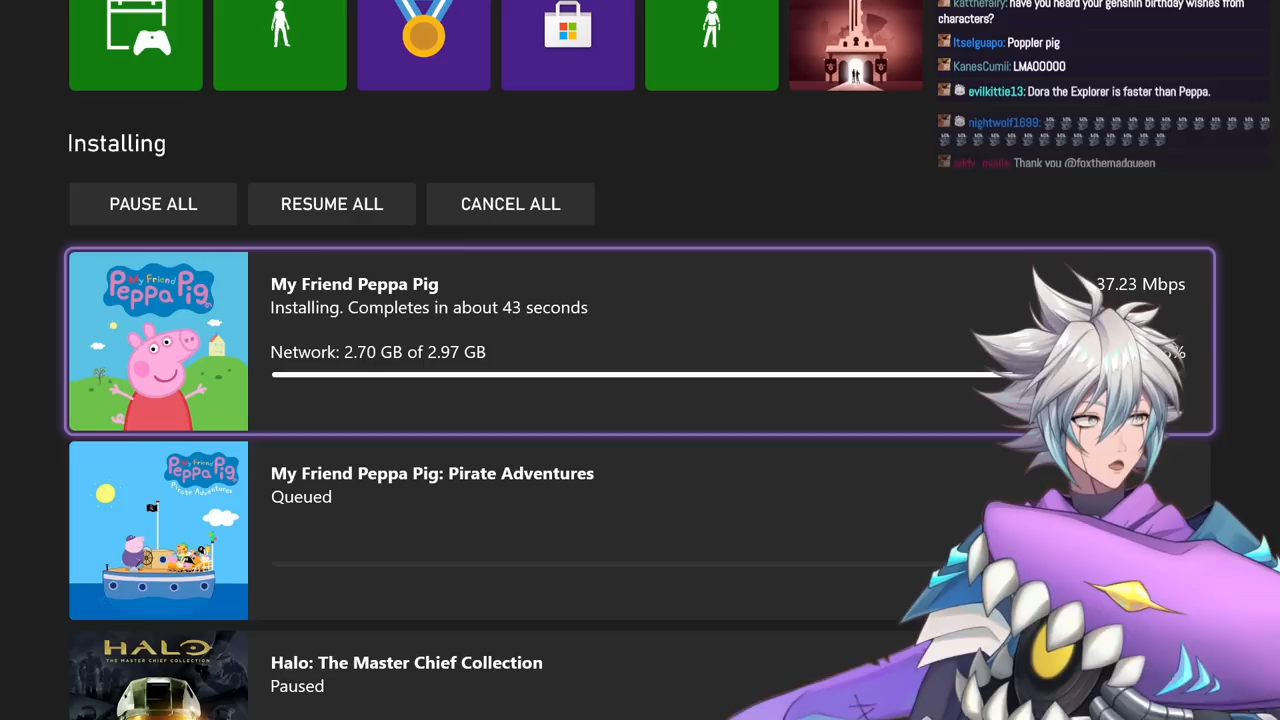 katthefairy: have you heard your genshin birthday wishes from
characters?
Itselguapo: Poppler pig
KanesCumii: LMAOOOOO
evilkittie13: Dora the Explorer is faster than Peppa.
nightwolf1699:
Thank you @foxthemadqueen
Installing
PAUSE ALL
RESUME ALL
CANCEL ALL
My Friend
Peppa Pig
My Friend Peppa Pig
Installing. Completes in about 43 seconds
37.23 Mbps
Network: 2.70 GB of 2.97 GB
%
My Friend
Peppa Pig
Pirate Adventures
My Friend Peppa Pig: Pirate Adventures
Queued
HALO
THE MASTER CHIEF COLLECTION
Halo: The Master Chief Collection
Paused